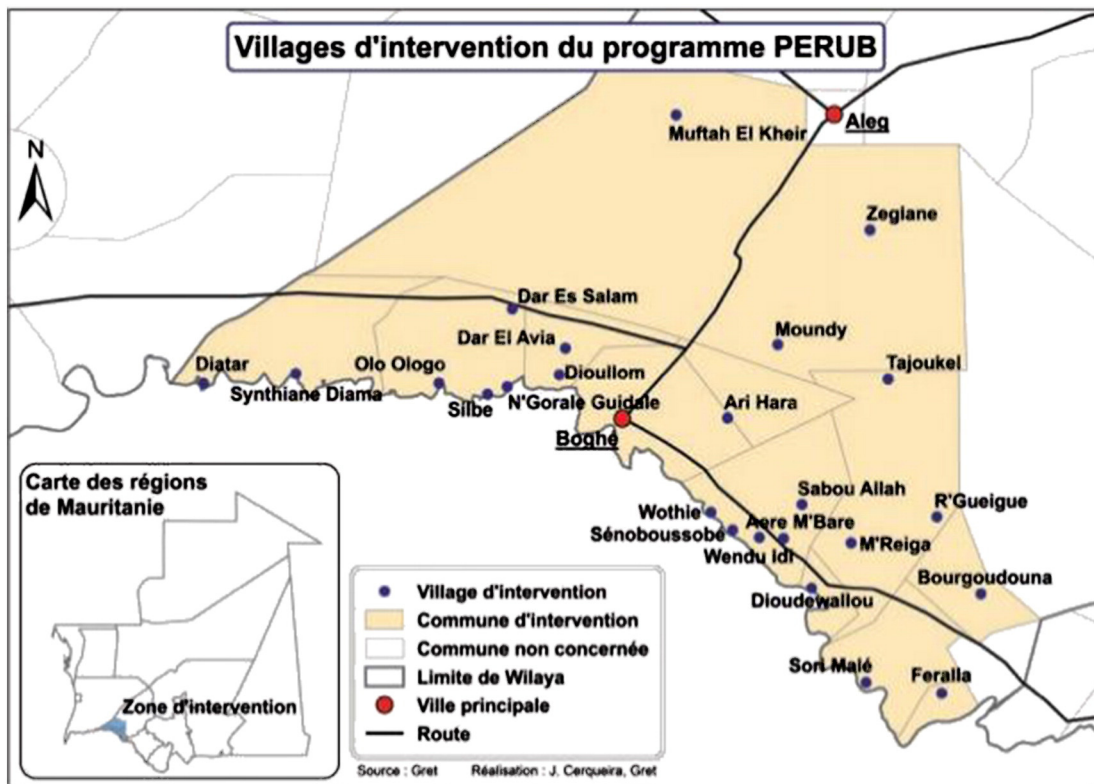 Villages d'intervention du programme PERUB
Aleg
Muftah El Kheir
N
Zeglane
Dar Es Salam
Dar El Avia
Moundy
Diatar
Olo Ologo
Dioullom
Tajoukel
Synthiane Diama
Silbe
N'Gorale Guidale
Ari Hara
Boghé
Carte des régions
de Mauritanie
Sabou Allah
Wothie
R'Gueigue
Aere M'Bare
Sénoboussobé
M'Reiga
Wendu Idi
Bourgoudouna
Dioudewallou
Sori Malé
Feralla
Zone d'intervention
Village d'intervention
Commune d'intervention
Commune non concernée
Limite de Wilaya
Ville principale
Route
Source : Gret Réalisation : J. Cerqueira, Gret